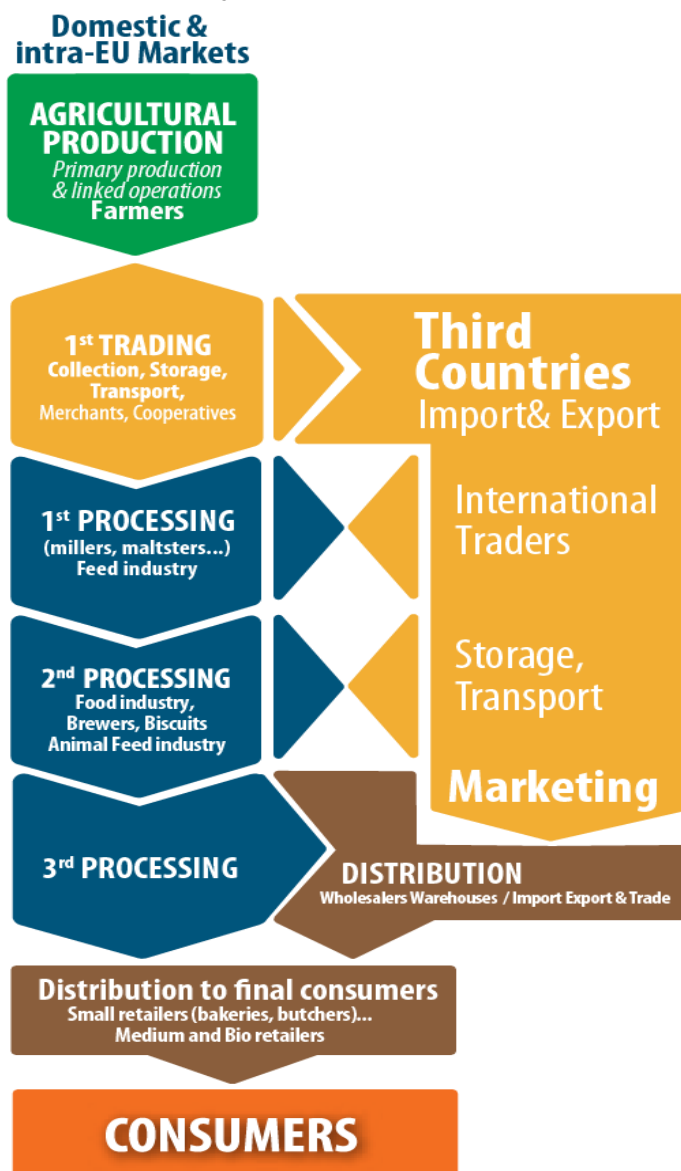 Domestic &
intra-EU Markets
AGRICULTURAL
PRODUCTION
Primary production
& linked operations
Farmers
1st TRADING
Collection, Storage,
Transport,
Merchants, Cooperatives
Third
Countries
Import& Export
1st PROCESSING
(millers, maltsters...)
Feed industry
International
Traders
2nd PROCESSING
Food industry,
Brewers, Biscuits
Animal Feed industry
Storage,
Transport
Marketing
3rd PROCESSING
DISTRIBUTION
Wholesalers Warehouses / Import Export & Trade
Distribution to final consumers
Small retailers (bakeries, butchers)...
Medium and Bio retailers
CONSUMERS